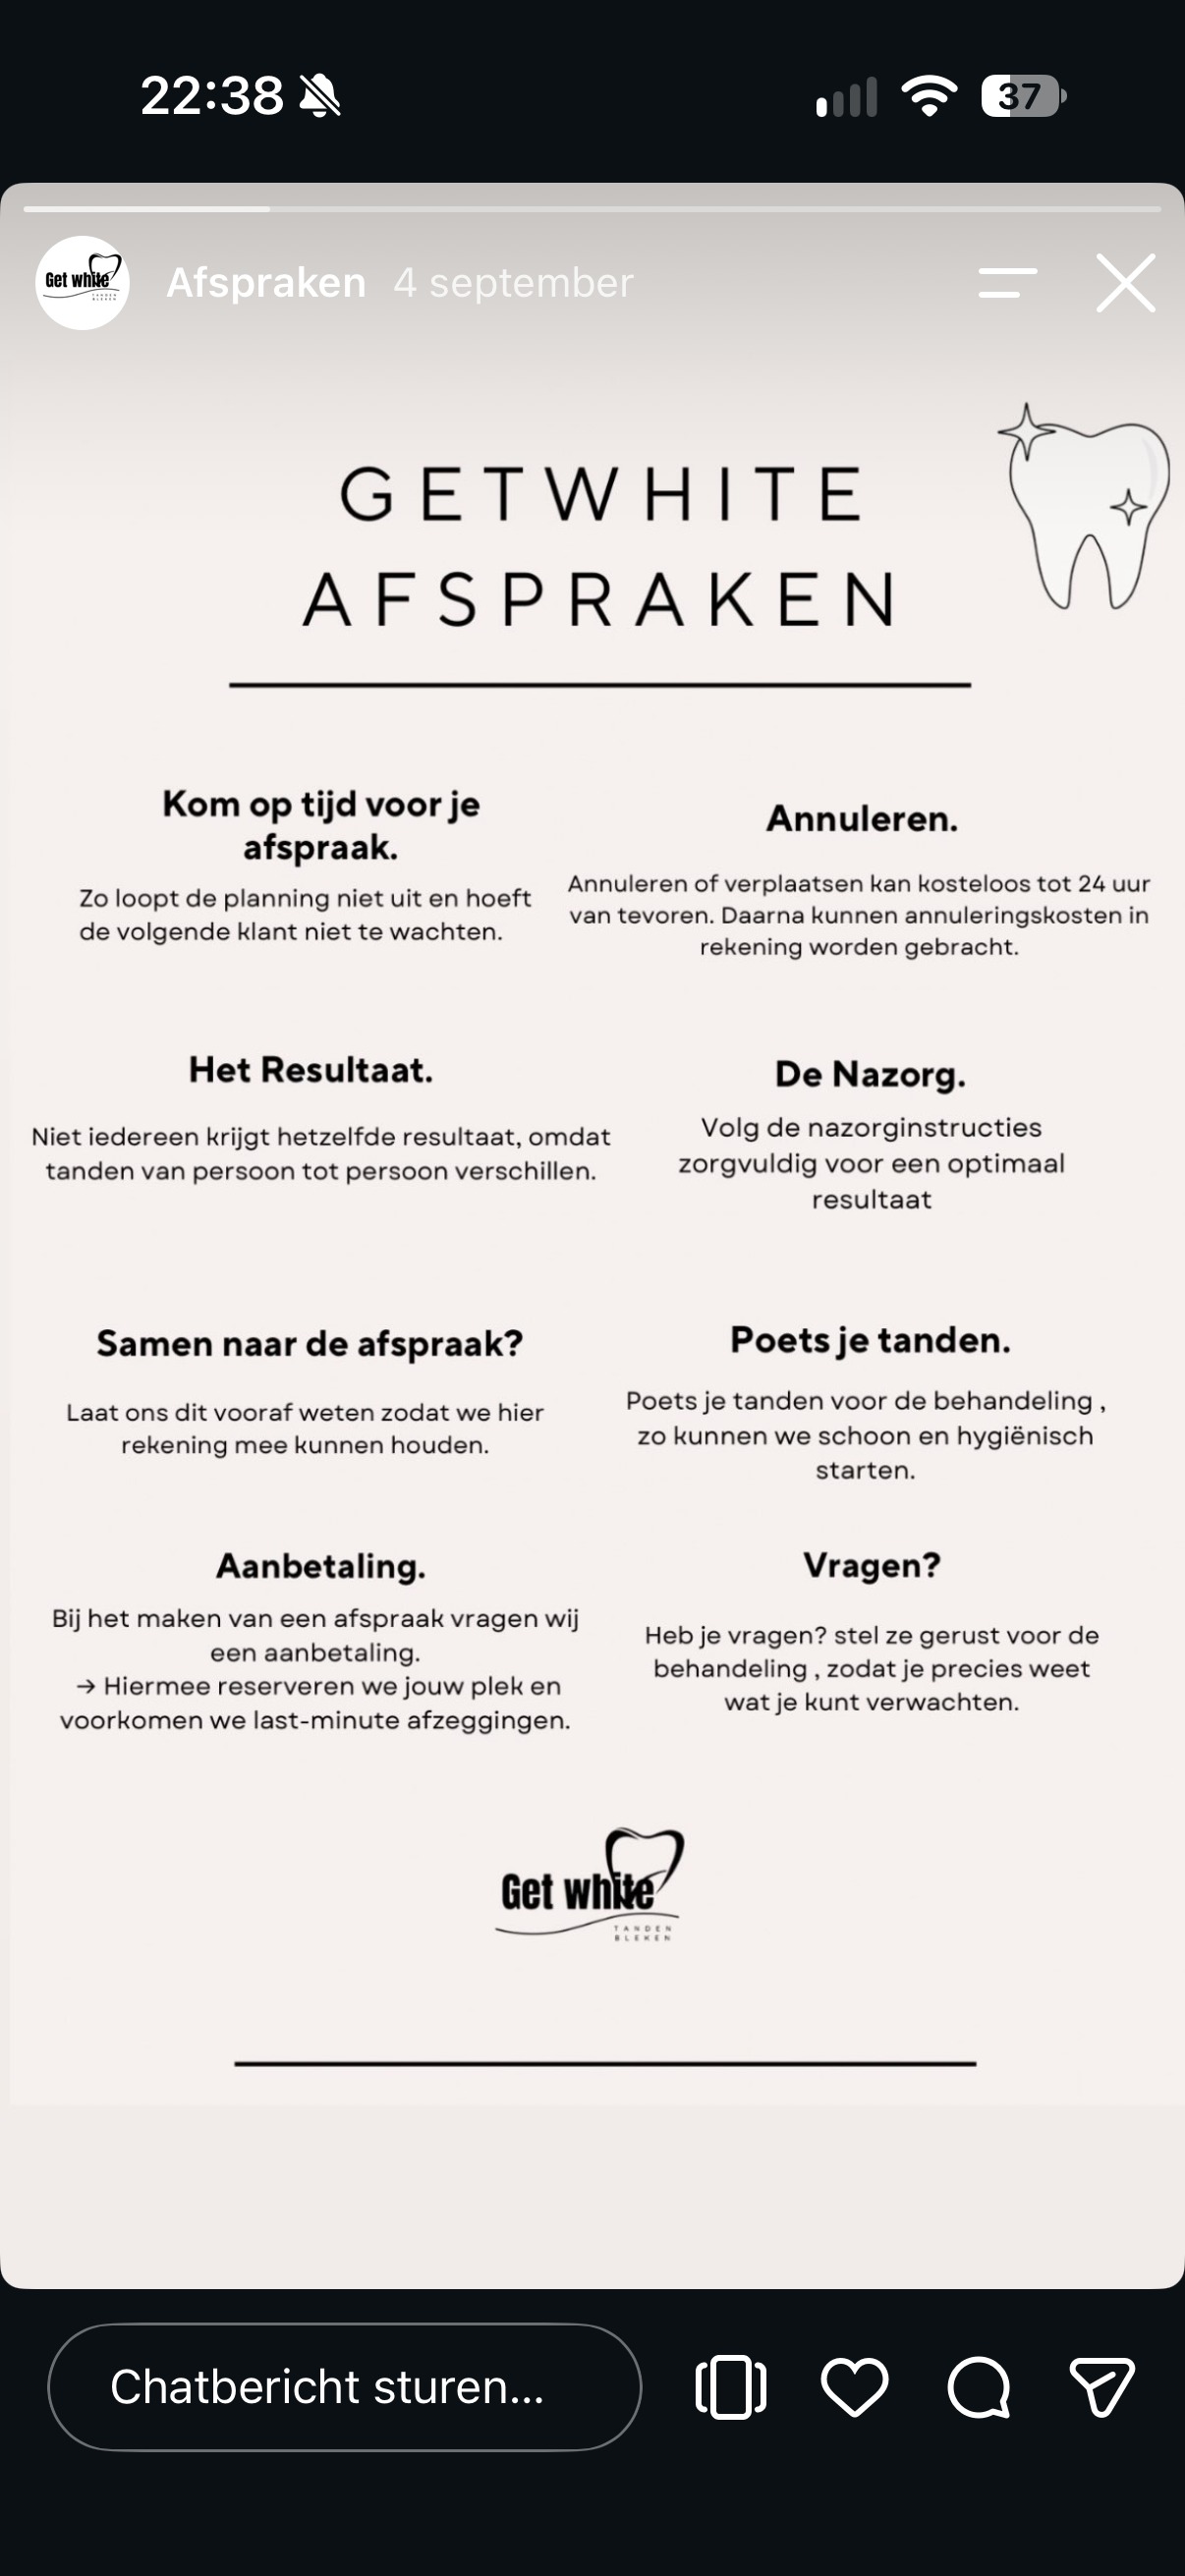 22:38
37
Get white
TANDEN
BLEKEN
Afspraken 4 september
GETWHITE
AFSPRAKEN
Kom op tijd voor je
afspraak.
Zo loopt de planning niet uit en hoeft
de volgende klant niet te wachten.
Annuleren.
Annuleren of verplaatsen kan kosteloos tot 24 uur
van tevoren. Daarna kunnen annuleringskosten in
rekening worden gebracht.
Het Resultaat.
Niet iedereen krijgt hetzelfde resultaat, omdat
tanden van persoon tot persoon verschillen.
De Nazorg.
Volg de nazorginstructies
zorgvuldig voor een optimaal
resultaat
Samen naar de afspraak?
Laat ons dit vooraf weten zodat we hier
rekening mee kunnen houden.
Poets je tanden.
Poets je tanden voor de behandeling ,
zo kunnen we schoon en hygiënisch
starten.
Aanbetaling.
Bij het maken van een afspraak vragen wij
een aanbetaling.
→ Hiermee reserveren we jouw plek en
voorkomen we last-minute afzeggingen.
Vragen?
Heb je vragen? stel ze gerust voor de
behandeling , zodat je precies weet
wat je kunt verwachten.
Get white
TANDEN
BLEKEN
Chatbericht sturen...